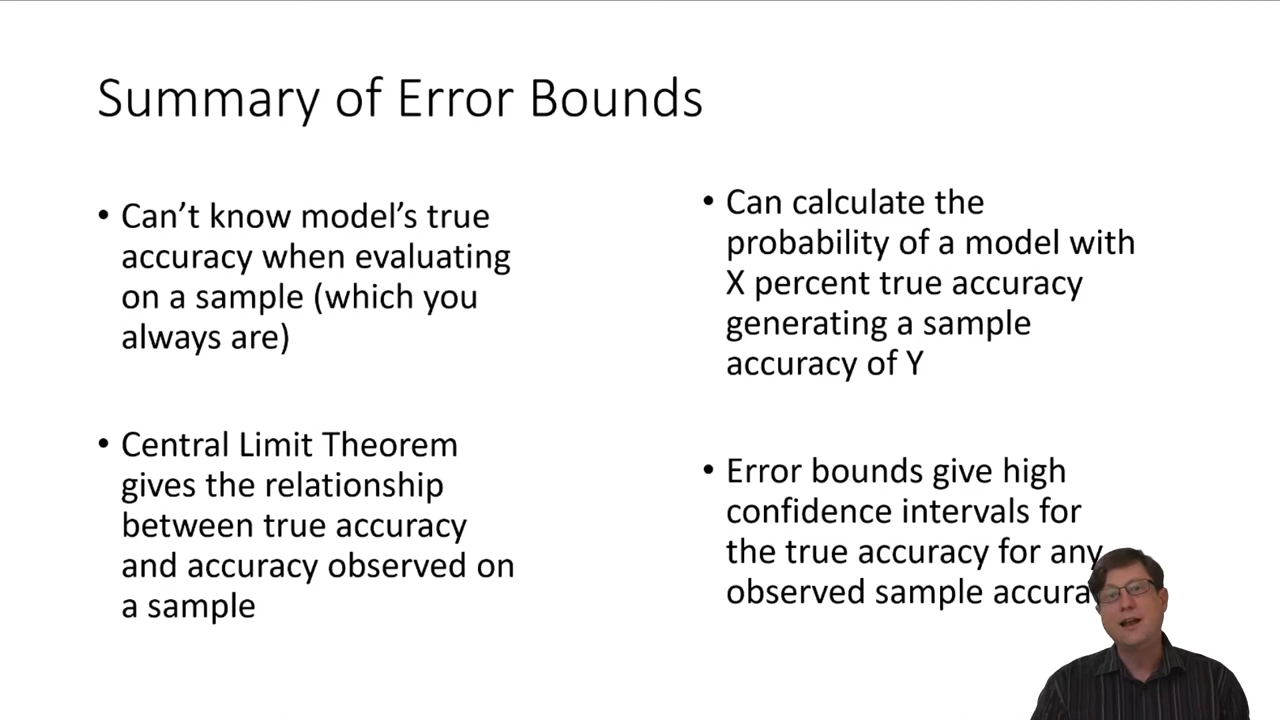 Summary of Error Bounds
• Can't know model's true
accuracy when evaluating
on a sample (which you
always are)
• Central Limit Theorem
gives the relationship
between true accuracy
and accuracy observed on
a sample
• Can calculate the
probability of a model with
X percent true accuracy
generating a sample
accuracy of Y
• Error bounds give high
confidence intervals for
the true accuracy for any
observed sample